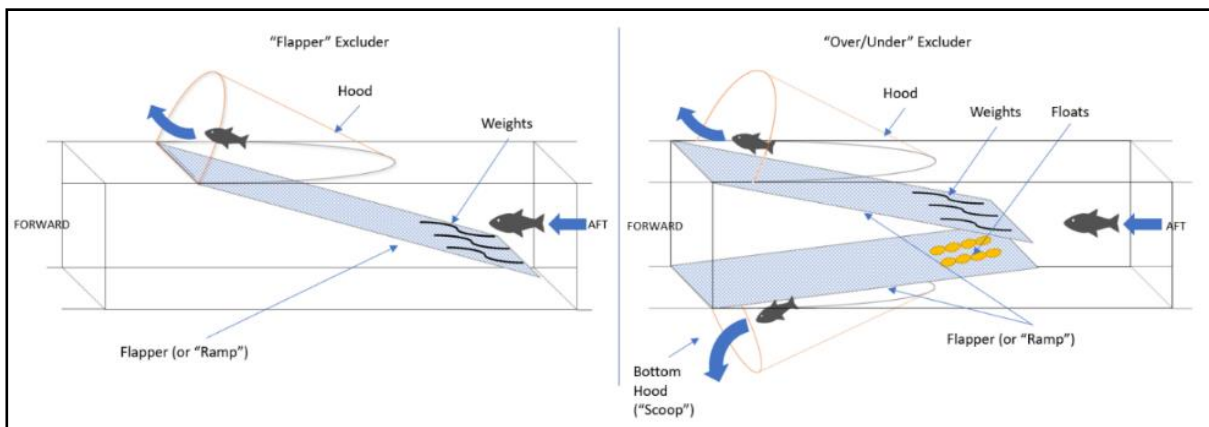 “Flapper” Excluder
Hood
Weights
FORWARD
AFT
Flapper (or “Ramp”)
“Over/Under” Excluder
Hood
Weights
Floats
FORWARD
AFT
Flapper (or “Ramp”)
Bottom
Hood
(“Scoop”)